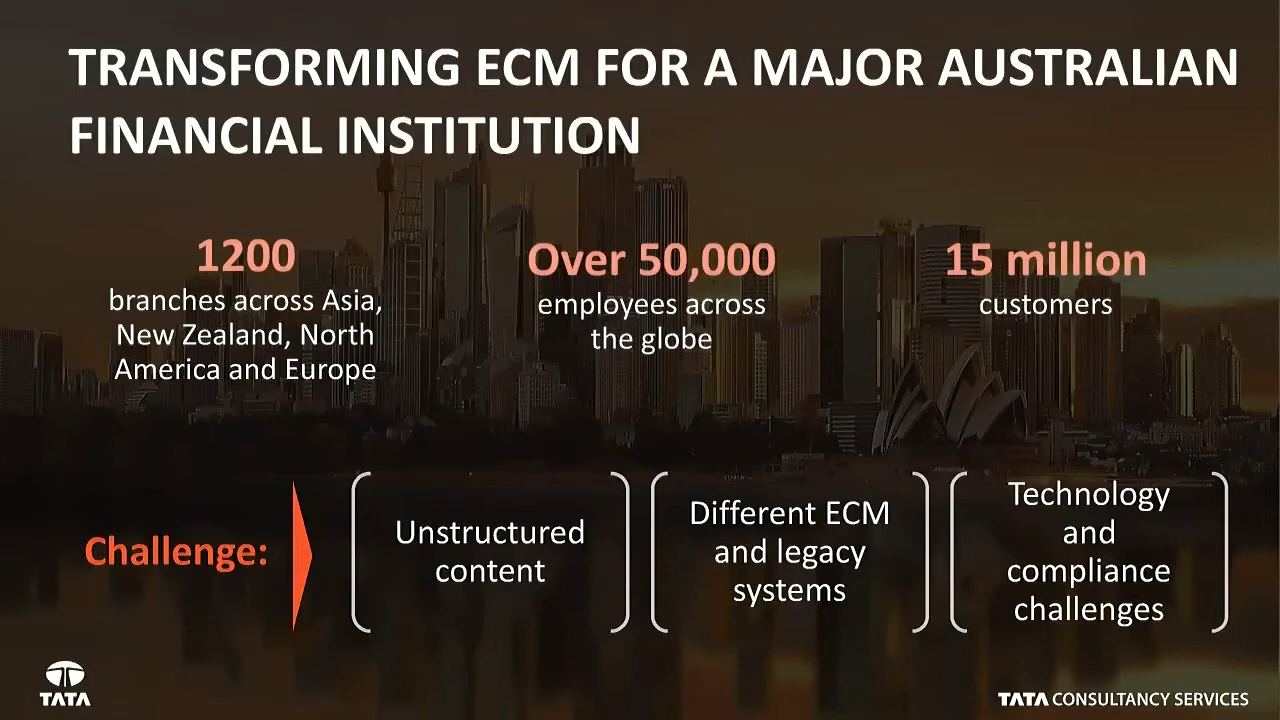 TRANSFORMING ECM FOR A MAJOR AUSTRALIAN
FINANCIAL INSTITUTION
1200
branches across Asia,
New Zealand, North
America and Europe
Over 50,000
employees across
the globe
15 million
customers
Challenge:
Unstructured
content
Different ECM
and legacy
systems
Technology
and
compliance
challenges
TATA
TATA CONSULTANCY SERVICES